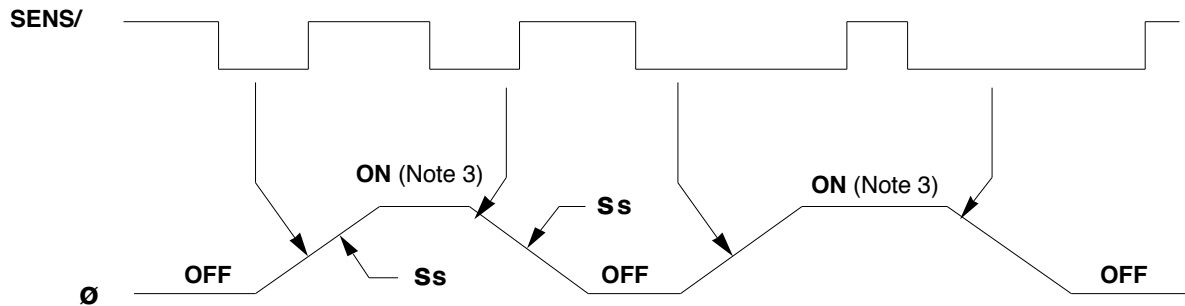 SENS/
ON (Note 3)
ON (Note 3)
Ss
OFF
Ss
OFF
OFF
ø